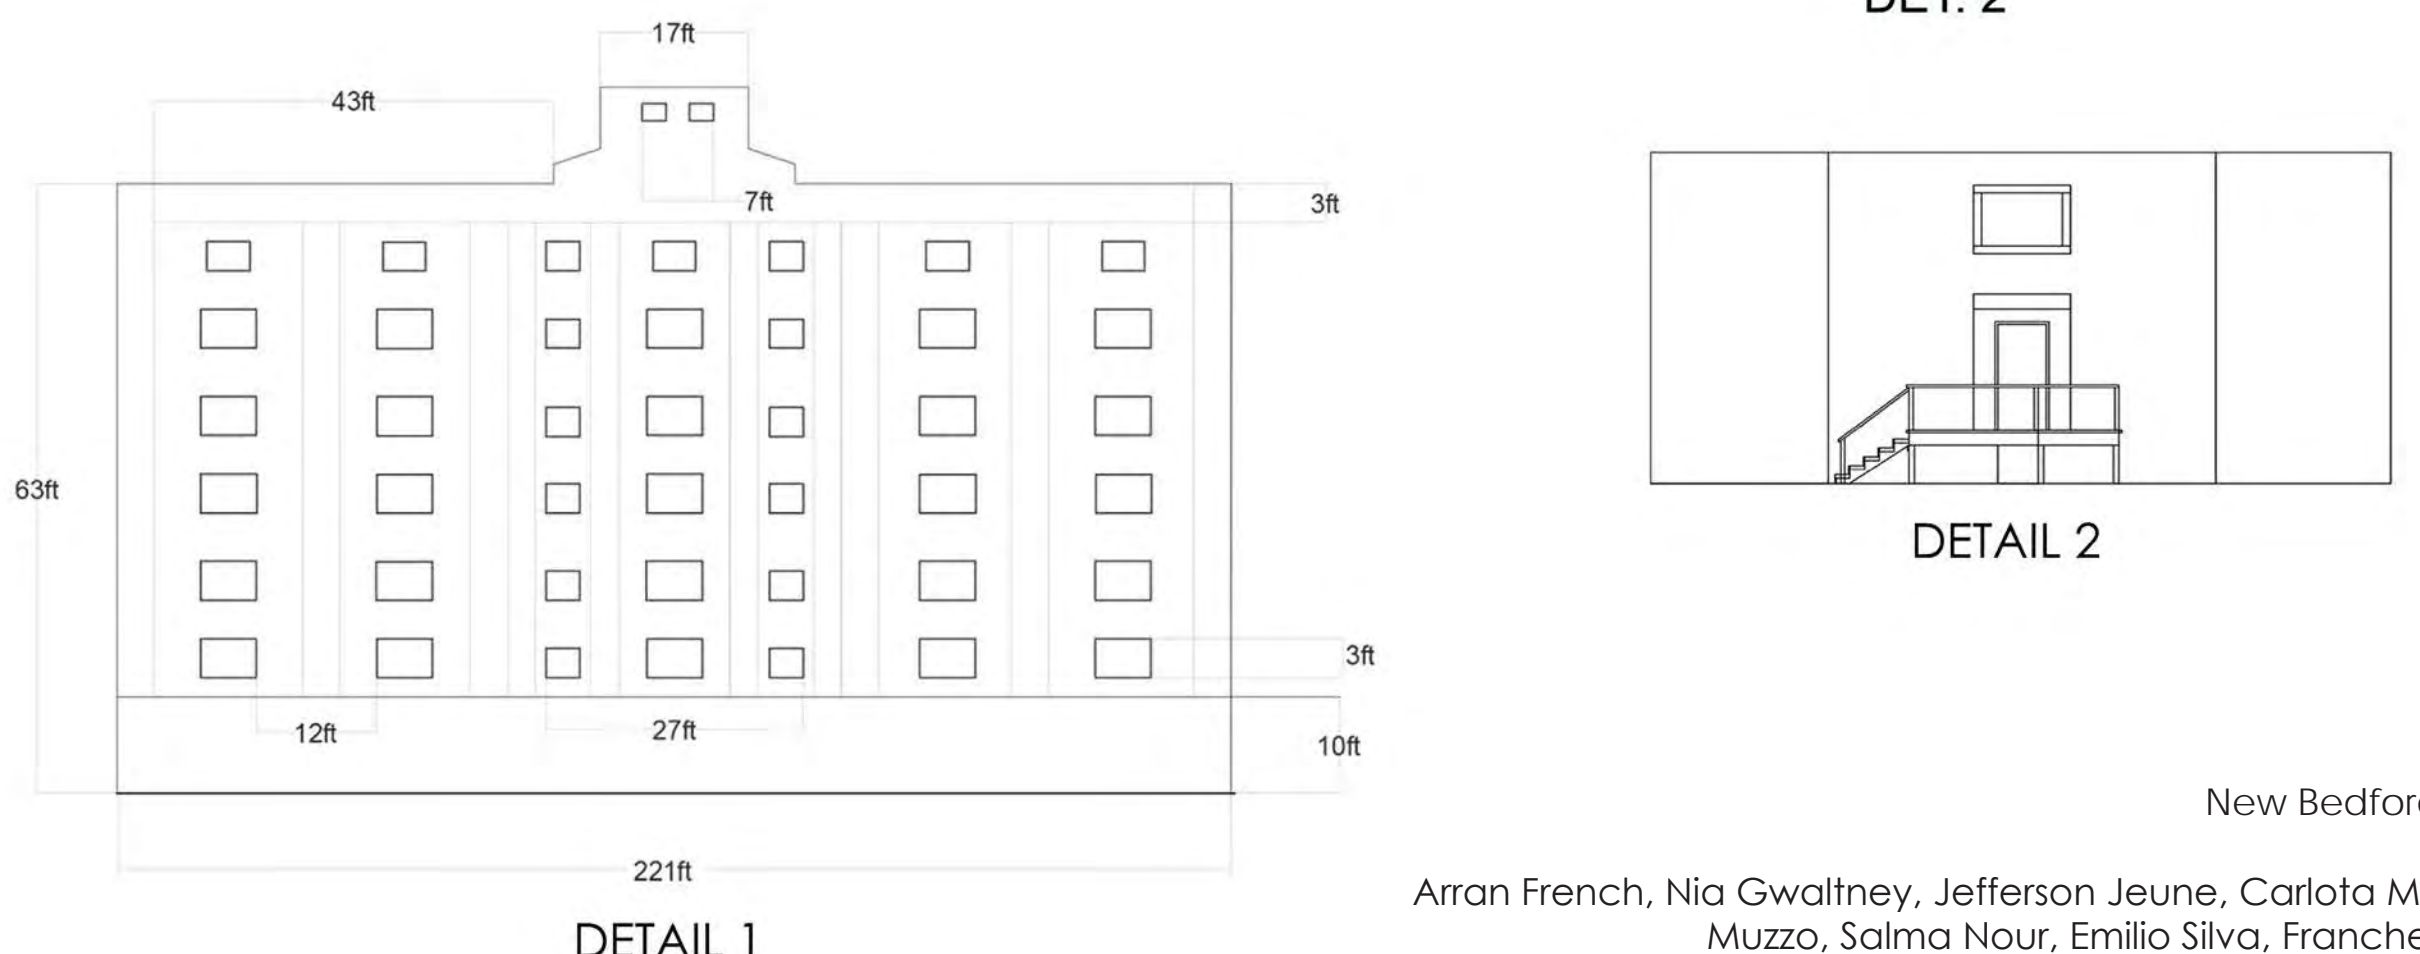 DET. 2
17ft
43ft
7ft
3ft
63ft
3ft
12ft
27ft
10ft
221ft
DETAIL 1
DETAIL 2
New Bedford
Arran French, Nia Gwaltney, Jefferson Jeune, Carlota M
Muzzo, Salma Nour, Emilio Silva, Franche